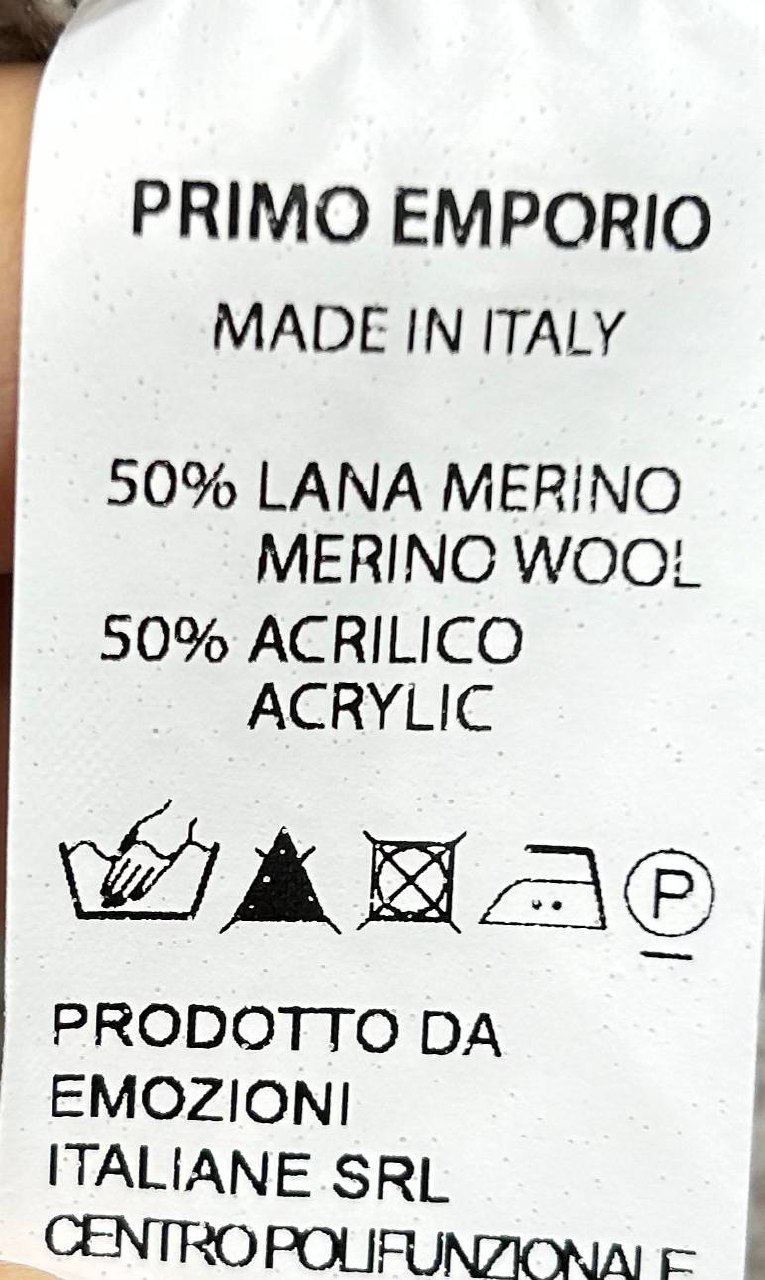 PRIMO EMPORIO
MADE IN ITALY
50% LANA MERINO
MERINO WOOL
50% ACRILICO
ACRYLIC
P
PRODOTTO DA
EMOZIONI
ITALIANE SRL
CENTRO POLIFUNZIONALE